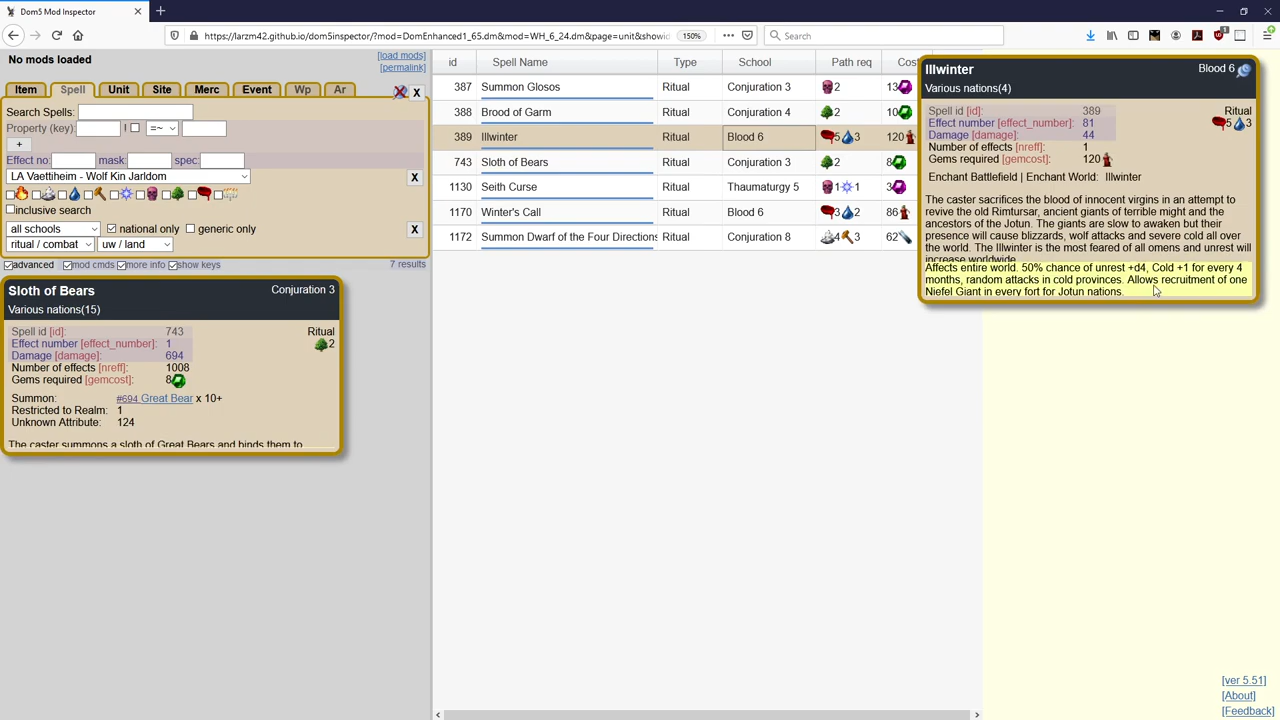 Dom5 Mod Inspector
https://larzm42.github.io/dom5inspector/?mod=DomEnhanced1_65.dm&mod=WH_6_24.dm&page=unit&showid
150%
Search
No mods loaded
[load mods]
[permalink]
Item Spell Unit Site Merc Event Wp Ar X
Search Spells:
Property (key): ! =~
+
Effect no: mask: spec:
LA Vaettiheim - Wolf Kin Jarldom X
inclusive search
all schools national only generic only X
ritual / combat uw / land
advanced mod cmds more info show keys 7 results
Sloth of Bears Conjuration 3
Various nations(15)
Spell id [id]: 743 Ritual
Effect number [effect_number]: 1 2
Damage [damage]: 694
Number of effects [nreff]: 1008
Gems required [gemcost]: 8
Summon: #694 Great Bear x 10+
Restricted to Realm: 1
Unknown Attribute: 124
The caster summons a sloth of Great Bears and binds them to
id Spell Name Type School Path req Cos
387 Summon Glosos Ritual Conjuration 3 2 13
388 Brood of Garm Ritual Conjuration 4 2 10
389 Illwinter Ritual Blood 6 5 3 120
743 Sloth of Bears Ritual Conjuration 3 2 8
1130 Seith Curse Ritual Thaumaturgy 5 1 1 3
1170 Winter's Call Ritual Blood 6 3 2 86
1172 Summon Dwarf of the Four Directions Ritual Conjuration 8 4 3 62
Illwinter Blood 6
Various nations(4)
Spell id [id]: 389 Ritual
Effect number [effect_number]: 81 5 3
Damage [damage]: 44
Number of effects [nreff]: 1
Gems required [gemcost]: 120
Enchant Battlefield | Enchant World: Illwinter
The caster sacrifices the blood of innocent virgins in an attempt to
revive the old Rimtursar, ancient giants of terrible might and the
ancestors of the Jotun. The giants are slow to awaken but their
presence will cause blizzards, wolf attacks and severe cold all over
the world. The Illwinter is the most feared of all omens and unrest will
increase worldwide.
Affects entire world. 50% chance of unrest +d4, Cold +1 for every 4
months, random attacks in cold provinces. Allows recruitment of one
Niefel Giant in every fort for Jotun nations.
[ver 5.51]
[About]
[Feedback]